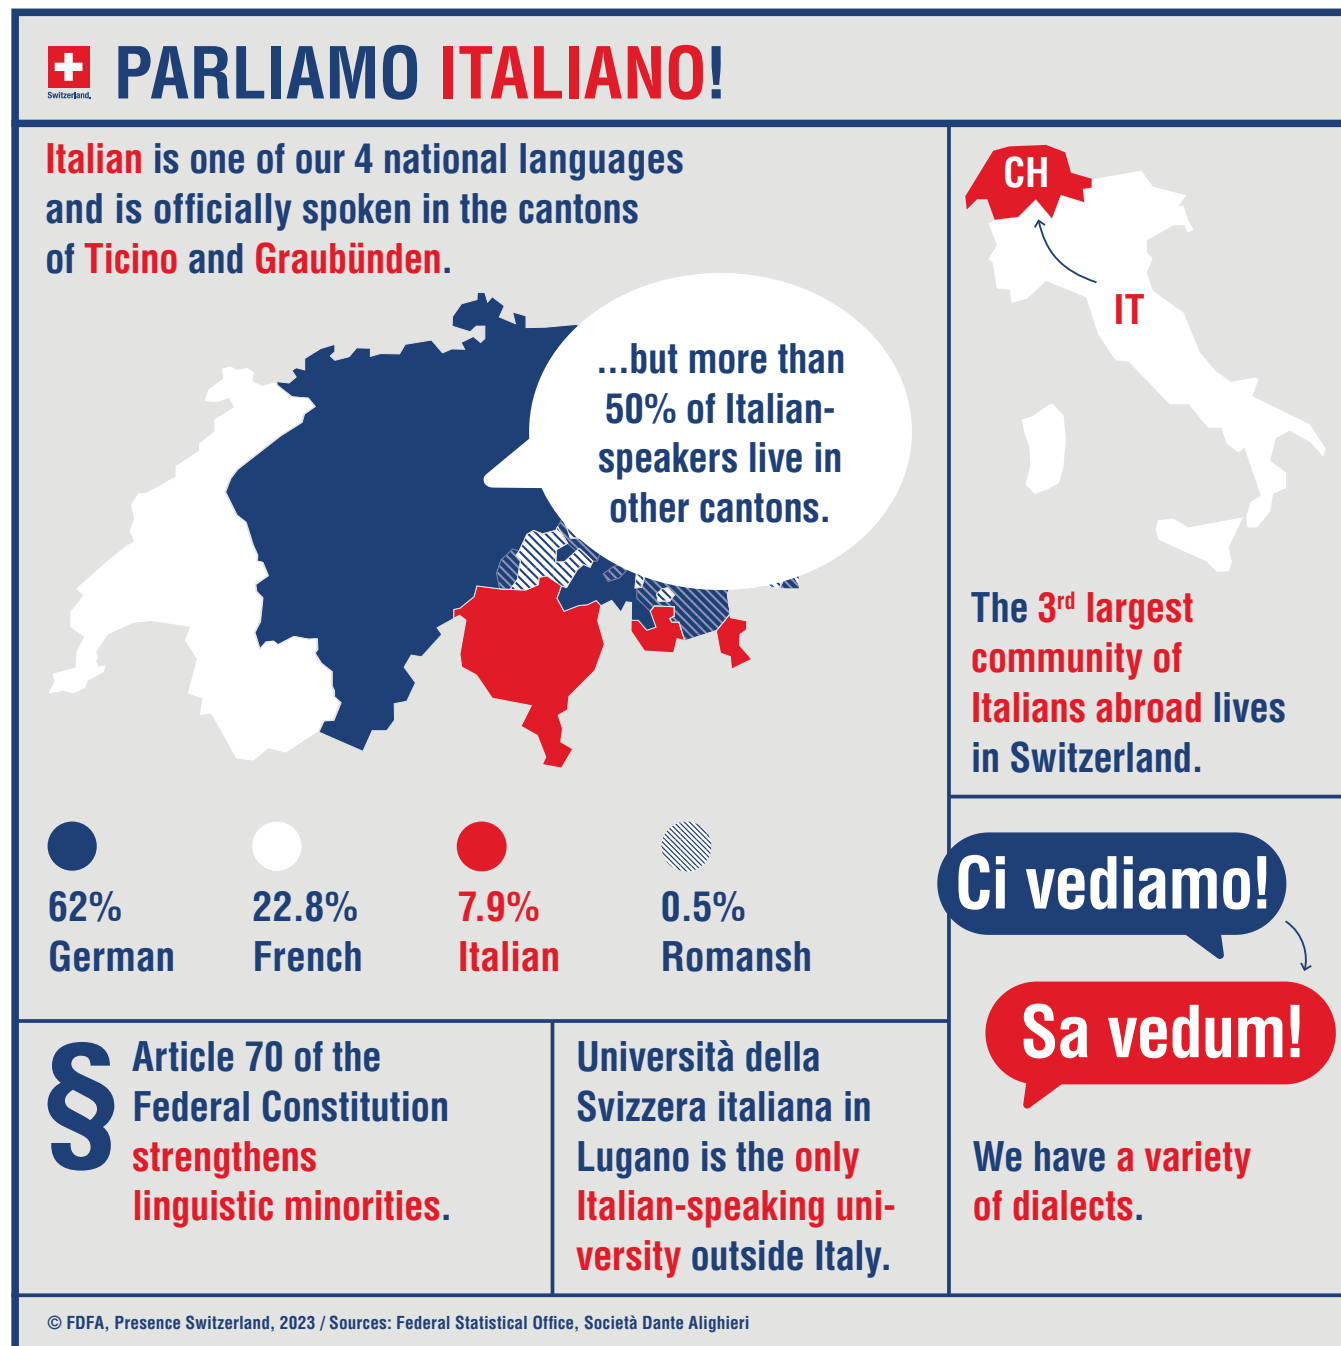 Switzerland.
PARLIAMO ITALIANO!
Italian is one of our 4 national languages
and is officially spoken in the cantons
of Ticino and Graubünden.
...but more than
50% of Italian-
speakers live in
other cantons.
62%
German
22.8%
French
7.9%
Italian
0.5%
Romansh
CH
IT
The 3rd largest
community of
Italians abroad lives
in Switzerland.
Ci vediamo!
Sa vedum!
We have a variety
of dialects.
§
Article 70 of the
Federal Constitution
strengthens
linguistic minorities.
Università della
Svizzera italiana in
Lugano is the only
Italian-speaking uni-
versity outside Italy.
© FDFA, Presence Switzerland, 2023 / Sources: Federal Statistical Office, Società Dante Alighieri